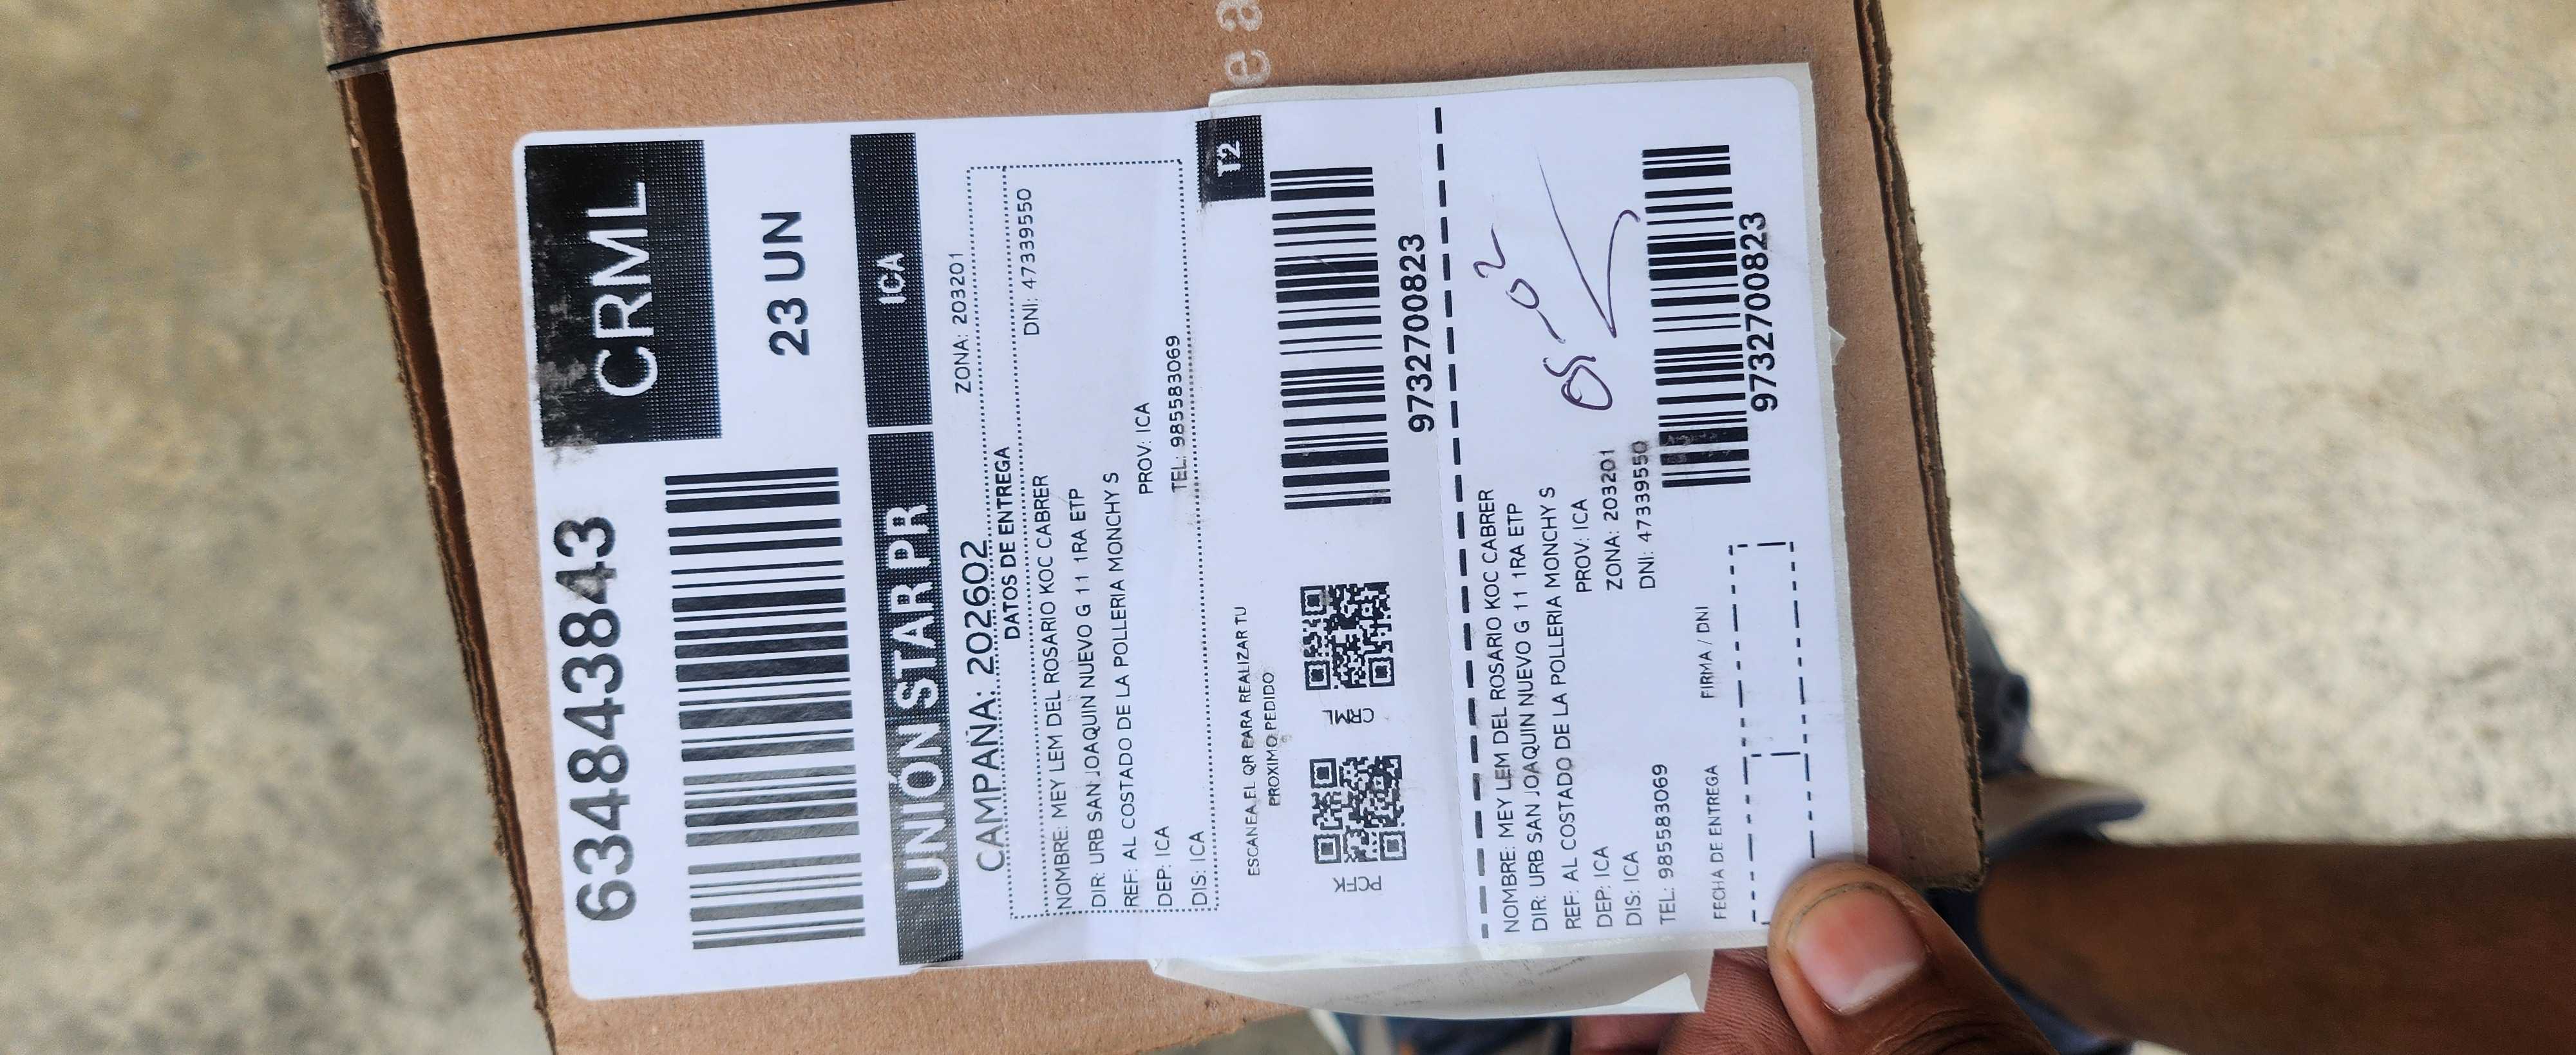 ea
63484843843
CRML
23 UN
UNIÓN STAR PR
ICA
CAMPAÑA: 202602
ZONA: 203201
DATOS DE ENTREGA
DNI: 47339550
NOMBRE: MEY LEM DEL ROSARIO KOC CABRER
DIR: URB SAN JOAQUIN NUEVO G 11 1RA ETP
REF: AL COSTADO DE LA POLLERIA MONCHY S
DEP: ICA PROV: ICA
DIS: ICA TEL: 985583069
T2
ESCANEA EL QR PARA REALIZAR TU
PROXIMO PEDIDO
PCFK
CRML
9732700823
NOMBRE: MEY LEM DEL ROSARIO KOC CABRER
DIR: URB SAN JOAQUIN NUEVO G 11 1RA ETP
REF: AL COSTADO DE LA POLLERIA MONCHY S
DEP: ICA PROV: ICA
DIS: ICA ZONA: 203201
TEL: 985583069 DNI: 47339550
05-02
FECHA DE ENTREGA FIRMA / DNI
9732700823